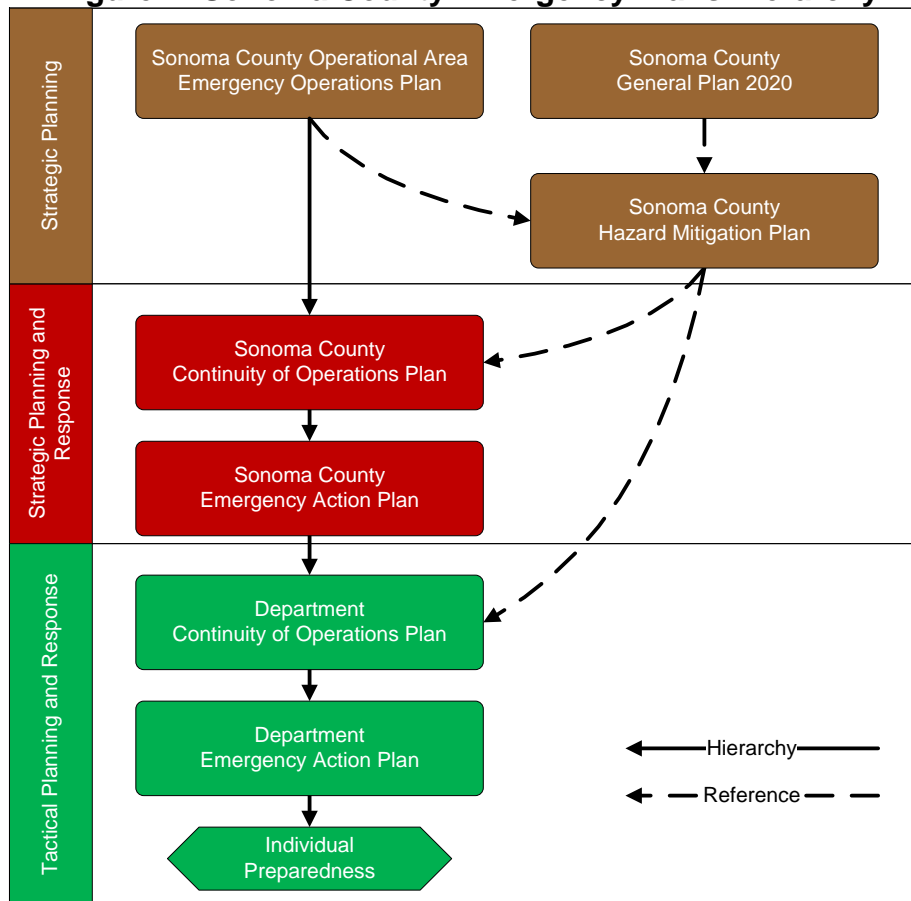 Strategic Planning
Sonoma County Operational Area
Emergency Operations Plan
Sonoma County
General Plan 2020
Sonoma County
Hazard Mitigation Plan
Strategic Planning and
Response
Sonoma County
Continuity of Operations Plan
Sonoma County
Emergency Action Plan
Tactical Planning and Response
Department
Continuity of Operations Plan
Department
Emergency Action Plan
Individual
Preparedness
Hierarchy
Reference